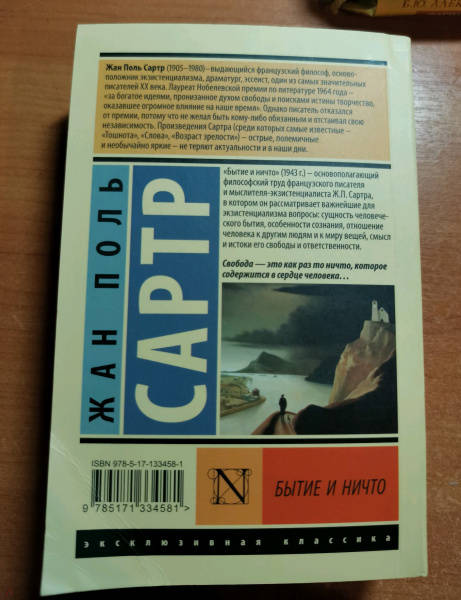 Б.Ю. АЛЕК
Жан Поль Сартр (1905–1980)–выдающийся французский философ, осново-
положник экзистенциализма, драматург, эссеист, один из самых значительных
писателей XX века. Лауреат Нобелевской премии по литературе 1964 года –
«за богатое идеями, пронизанное духом свободы и поисками истины творчество,
оказавшее огромное влияние на наше время». Однако писатель отказался
от премии, потому что не желал быть кому-либо обязанным и отстаивал свою
независимость. Произведения Сартра (среди которых самые известные –
«Тошнота», «Слова», «Возраст зрелости») – острые, полемичные
и необычайно яркие – не теряют актуальности и в наши дни.
ЖАН ПОЛЬ
САРТР
«Бытие и ничто» (1943 г.) – основополагающий
философский труд французского писателя
и мыслителя-экзистенциалиста Ж.П. Сартра,
в котором он рассматривает важнейшие для
экзистенциализма вопросы: сущность человече-
ского бытия, особенности сознания, отношение
человека к другим людям и к миру вещей, смысл
и истоки его свободы и ответственности.
Свобода — это как раз то ничто, которое
содержится в сердце человека…
ISBN 978-5-17-133458-1
9 785171 334581 >
N
БЫТИЕ И НИЧТО
эксклюзивная классика